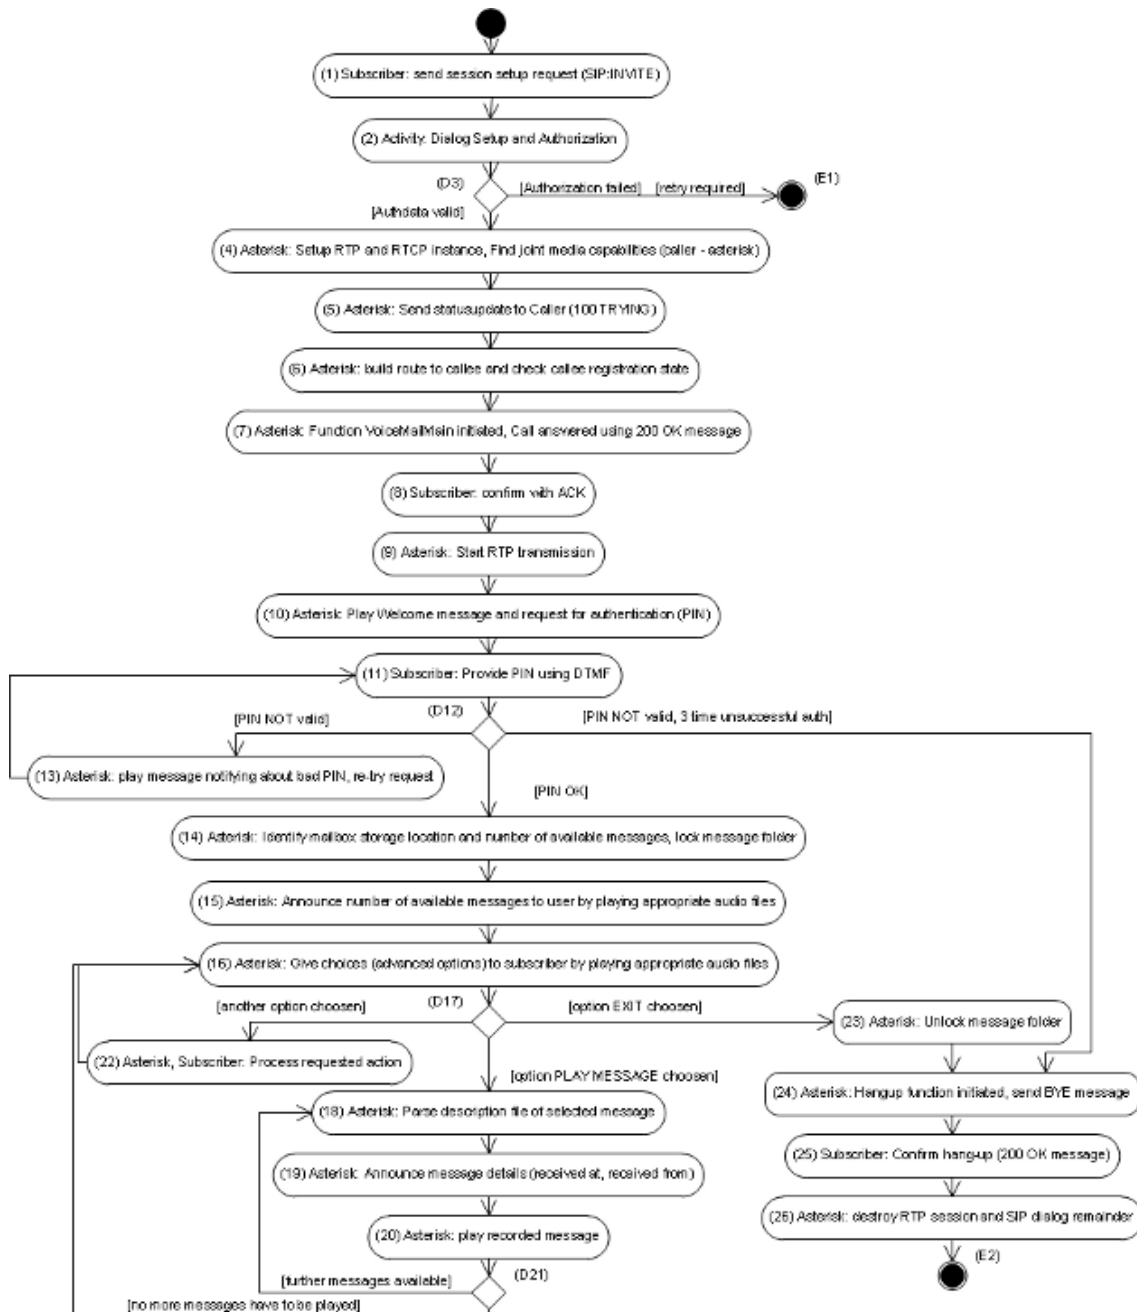 (1) Subscriber: send session setup request (SIP:INVITE)
(2) Activity: Dialog Setup and Authorization
(D3)
[Authorization failed] [retry required]
(E1)
[Authdata valid]
(4) Asterisk: Setup RTP and RTCP instance, Find joint media capabilities (caller - asterisk)
(5) Asterisk: Send statusupdate to Caller (100 TRYING)
(6) Asterisk: build route to callee and check callee registration state
(7) Asterisk: Function VoiceMailMain initiated, Call answered using 200 OK message
(8) Subscriber: confirm with ACK
(9) Asterisk: Start RTP transmission
(10) Asterisk: Play Welcome message and request for authentication (PIN)
(11) Subscriber: Provide PIN using DTMF
(D12)
[PIN NOT valid]
[PIN NOT valid, 3 time unsuccessful auth]
(13) Asterisk: play message notifying about bad PIN, re-try request
[PIN OK]
(14) Asterisk: Identify mailbox storage location and number of available messages, lock message folder
(15) Asterisk: Announce number of available messages to user by playing appropriate audio files
(16) Asterisk: Give choices (advanced options) to subscriber by playing appropriate audio files
(D17)
[another option choosen]
[option EXIT choosen]
(23) Asterisk: Unlock message folder
(22) Asterisk, Subscriber: Process requested action
[option PLAY MESSAGE choosen]
(24) Asterisk: Hangup function initiated, send BYE message
(18) Asterisk: Parse description file of selected message
(25) Subscriber: Confirm hang-up (200 OK message)
(19) Asterisk: Announce message details (received at, received from)
(26) Asterisk: destroy RTP session and SIP dialog remainder
(20) Asterisk: play recorded message
(E2)
(D21)
[further messages available]
[no more messages have to be played]